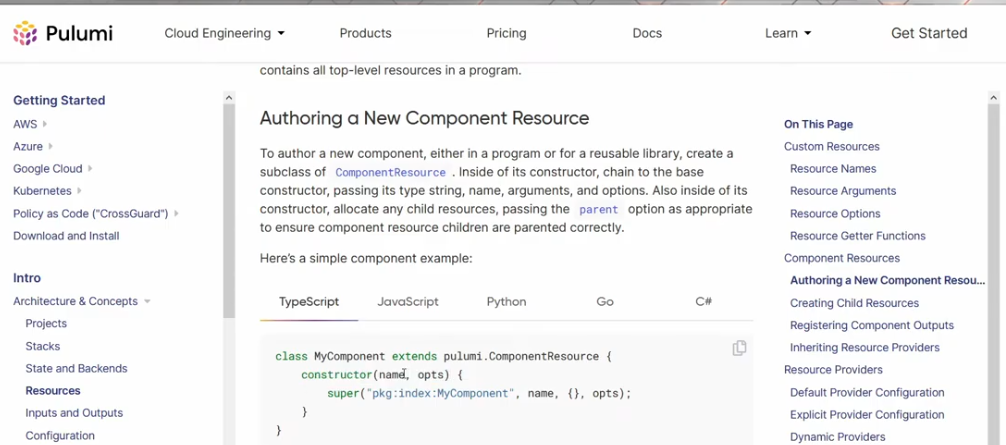 Pulumi
Cloud Engineering
Products
Pricing
Docs
Learn
Get Started
Getting Started
AWS
Azure
Google Cloud
Kubernetes
Policy as Code ("CrossGuard")
Download and Install
Intro
Architecture & Concepts
Projects
Stacks
State and Backends
Resources
Inputs and Outputs
Configuration
contains all top-level resources in a program.
Authoring a New Component Resource
To author a new component, either in a program or for a reusable library, create a
subclass of ComponentResource . Inside of its constructor, chain to the base
constructor, passing its type string, name, arguments, and options. Also inside of its
constructor, allocate any child resources, passing the parent option as appropriate
to ensure component resource children are parented correctly.
Here's a simple component example:
TypeScript
JavaScript
Python
Go
C#
class MyComponent extends pulumi.ComponentResource {
constructor(name, opts) {
super("pkg:index:MyComponent", name, {}, opts);
}
}
On This Page
Custom Resources
Resource Names
Resource Arguments
Resource Options
Resource Getter Functions
Component Resources
Authoring a New Component Resou...
Creating Child Resources
Registering Component Outputs
Inheriting Resource Providers
Resource Providers
Default Provider Configuration
Explicit Provider Configuration
Dynamic Providers